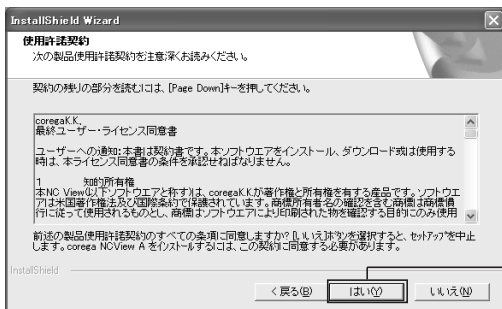 InstallShield Wizard
使用許諾契約
次の製品使用許諾契約を注意深くお読みください。
契約の残りの部分を読むには、[Page Down]キーを押してください。
corega K.K.
最終ユーザー・ライセンス同意書
ユーザーへの通知:本書は契約書です。本ソフトウエアをインストール、ダウンロード或は使用する
時は、本ライセンス同意書の条件を承認せねばなりません。
1 知的所有権
本NC View(以下ソフトウエアと称す)は、corega K.K.が著作権と所有権を有する産品です。ソフトウエ
アは米国著作権法及び国際条約で保護されています。商標所有者名の確認を含む商標は商標慣
行に従って使用されるものとし、商標はソフトウエアにより印刷された物を確認する目的にのみ使用
前述の製品使用許諾契約のすべての条項に同意しますか? [いいえ]ボタンを選択すると、セットアップを中止
します。corega NCView A をインストールするには、この契約に同意する必要があります。
InstallShield
< 戻る(B)
はい(Y)
いいえ(N)